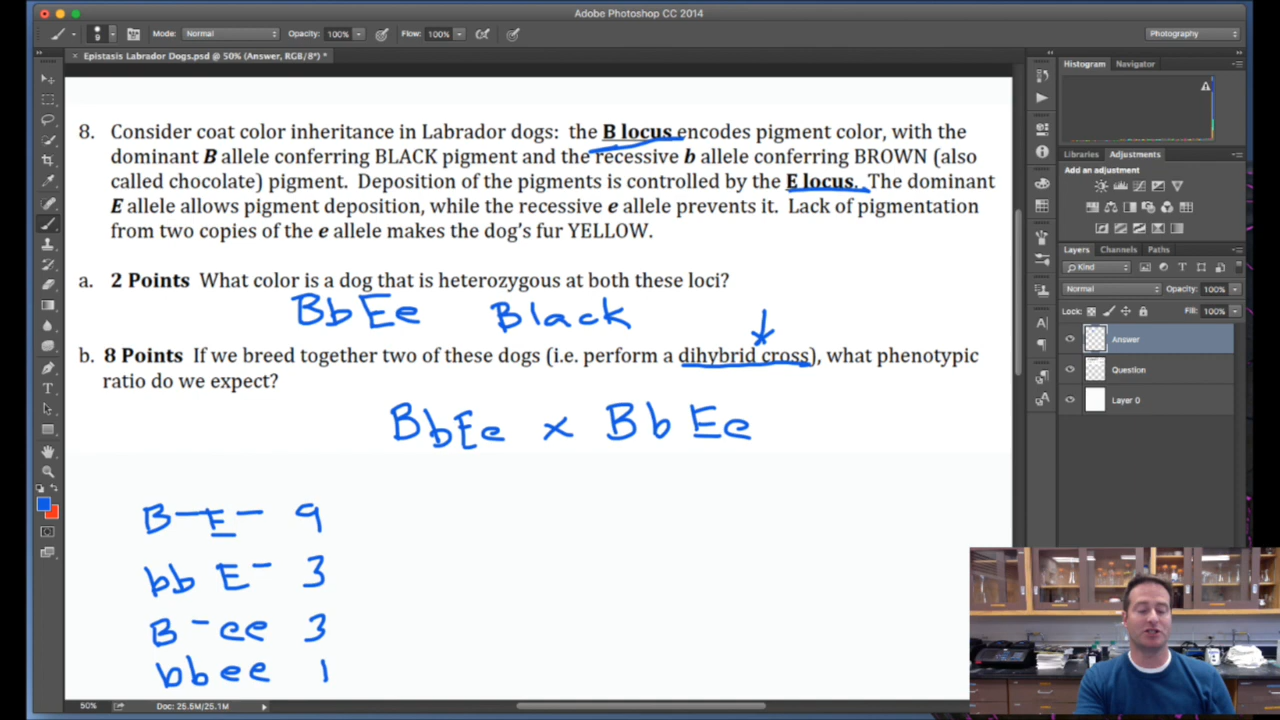 Adobe Photoshop CC 2014
Mode: Normal Opacity: 100% Flow: 100% Photography
× Epistasis Labrador Dogs.psd @ 50% (Answer, RGB/8*) *
Histogram Navigator
8. Consider coat color inheritance in Labrador dogs: the B locus encodes pigment color, with the
dominant B allele conferring BLACK pigment and the recessive b allele conferring BROWN (also
called chocolate) pigment. Deposition of the pigments is controlled by the E locus. The dominant
E allele allows pigment deposition, while the recessive e allele prevents it. Lack of pigmentation
from two copies of the e allele makes the dog's fur YELLOW.
a. 2 Points What color is a dog that is heterozygous at both these loci?
BbEe Black
b. 8 Points If we breed together two of these dogs (i.e. perform a dihybrid cross), what phenotypic
ratio do we expect?
BbEe × BbEe
B–E– 9
bb E– 3
B–ee 3
bbee 1
Libraries Adjustments
Add an adjustment
Layers Channels Paths
Kind
Normal Opacity: 100%
Lock: Fill: 100%
Answer
Question
Layer 0
50% Doc: 25.6M/25.1M